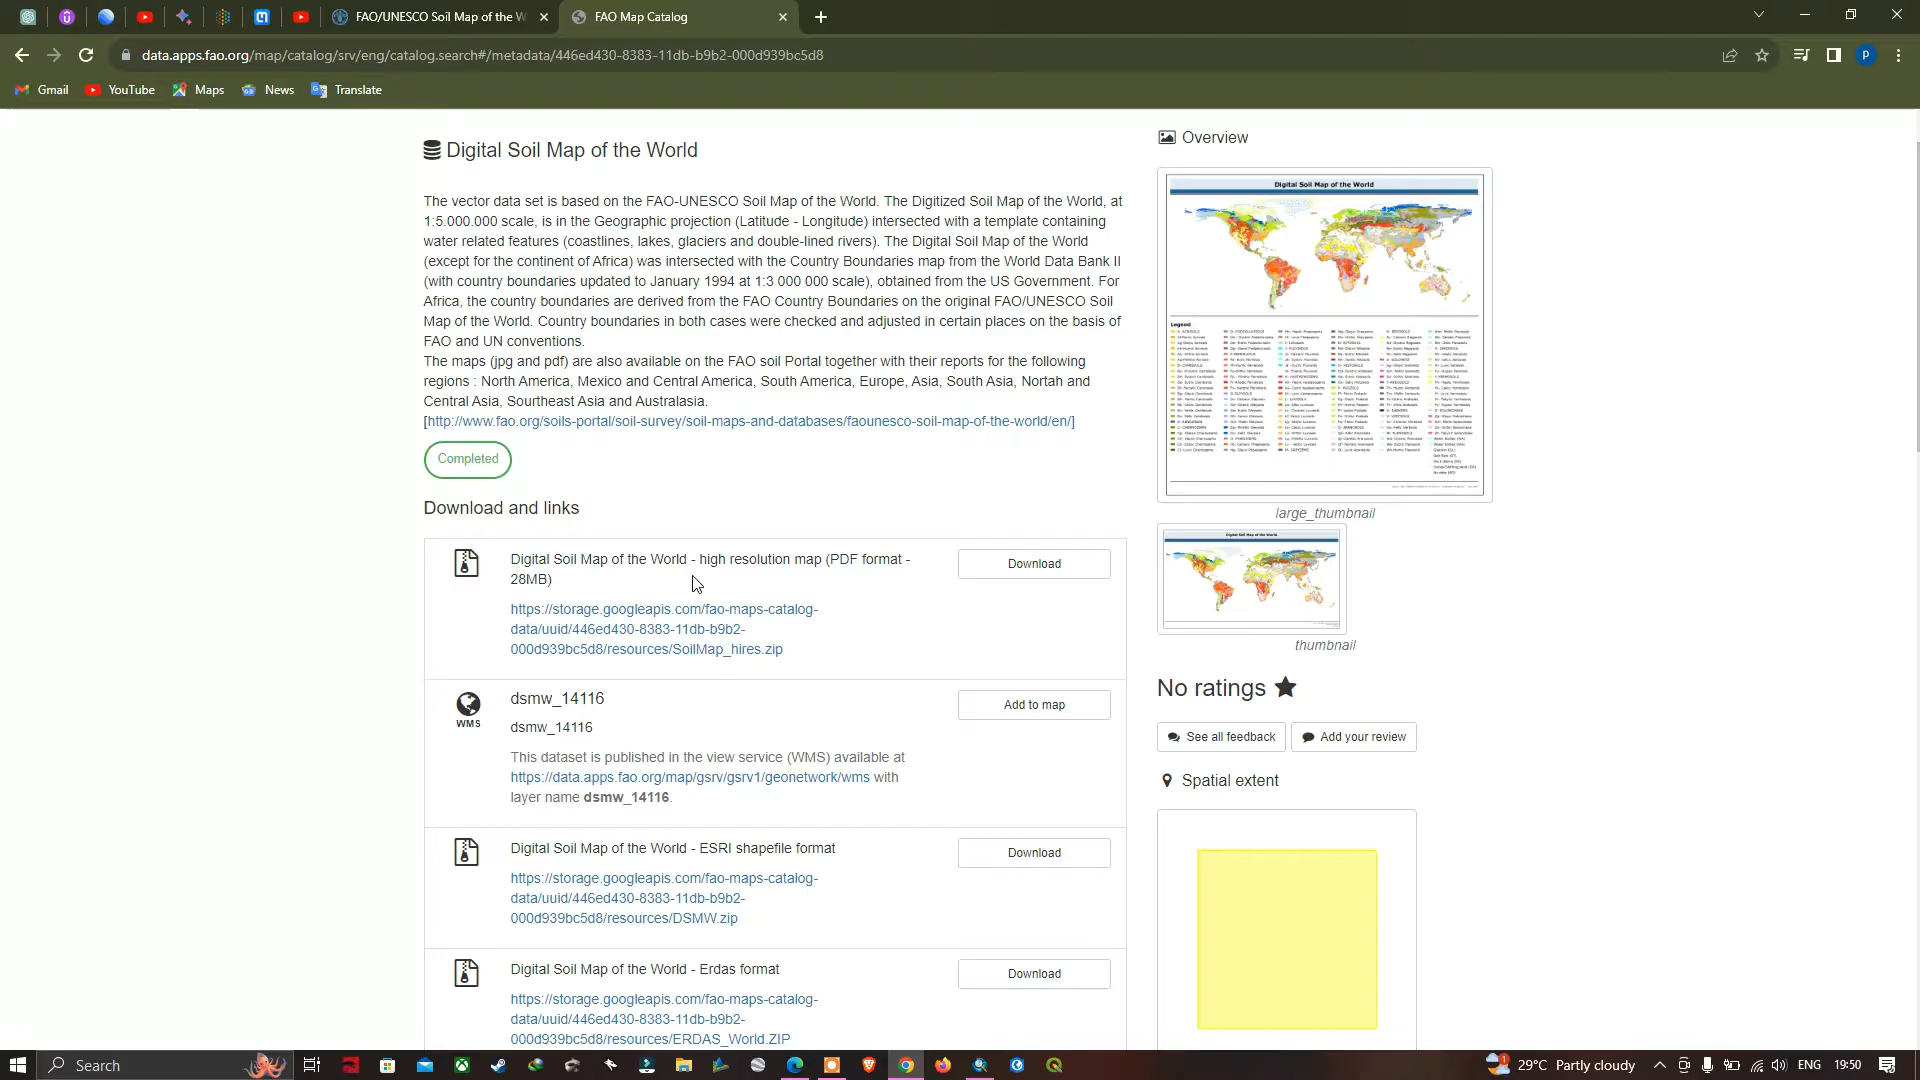 FAO/UNESCO Soil Map of the W
FAO Map Catalog
data.apps.fao.org/map/catalog/srv/eng/catalog.search#/metadata/446ed430-8383-11db-b9b2-000d939bc5d8
P
Gmail
YouTube
Maps
News
Translate
Digital Soil Map of the World
The vector data set is based on the FAO-UNESCO Soil Map of the World. The Digitized Soil Map of the World, at
1:5.000.000 scale, is in the Geographic projection (Latitude - Longitude) intersected with a template containing
water related features (coastlines, lakes, glaciers and double-lined rivers). The Digital Soil Map of the World
(except for the continent of Africa) was intersected with the Country Boundaries map from the World Data Bank II
(with country boundaries updated to January 1994 at 1:3 000 000 scale), obtained from the US Government. For
Africa, the country boundaries are derived from the FAO Country Boundaries on the original FAO/UNESCO Soil
Map of the World. Country boundaries in both cases were checked and adjusted in certain places on the basis of
FAO and UN conventions.
The maps (jpg and pdf) are also available on the FAO soil Portal together with their reports for the following
regions : North America, Mexico and Central America, South America, Europe, Asia, South Asia, Nortah and
Central Asia, Sourtheast Asia and Australasia.
[http://www.fao.org/soils-portal/soil-survey/soil-maps-and-databases/faounesco-soil-map-of-the-world/en/]
Completed
Download and links
Digital Soil Map of the World - high resolution map (PDF format -
28MB)
https://storage.googleapis.com/fao-maps-catalog-
data/uuid/446ed430-8383-11db-b9b2-
000d939bc5d8/resources/SoilMap_hires.zip
Download
WMS
dsmw_14116
dsmw_14116
This dataset is published in the view service (WMS) available at
https://data.apps.fao.org/map/gsrv/gsrv1/geonetwork/wms with
layer name dsmw_14116.
Add to map
Digital Soil Map of the World - ESRI shapefile format
https://storage.googleapis.com/fao-maps-catalog-
data/uuid/446ed430-8383-11db-b9b2-
000d939bc5d8/resources/DSMW.zip
Download
Digital Soil Map of the World - Erdas format
https://storage.googleapis.com/fao-maps-catalog-
data/uuid/446ed430-8383-11db-b9b2-
000d939bc5d8/resources/ERDAS_World.ZIP
Download
Overview
Digital Soil Map of the World
Legend
large_thumbnail
Digital Soil Map of the World
thumbnail
No ratings
See all feedback
Add your review
Spatial extent
Search
1
29°C Partly cloudy
ENG
19:50